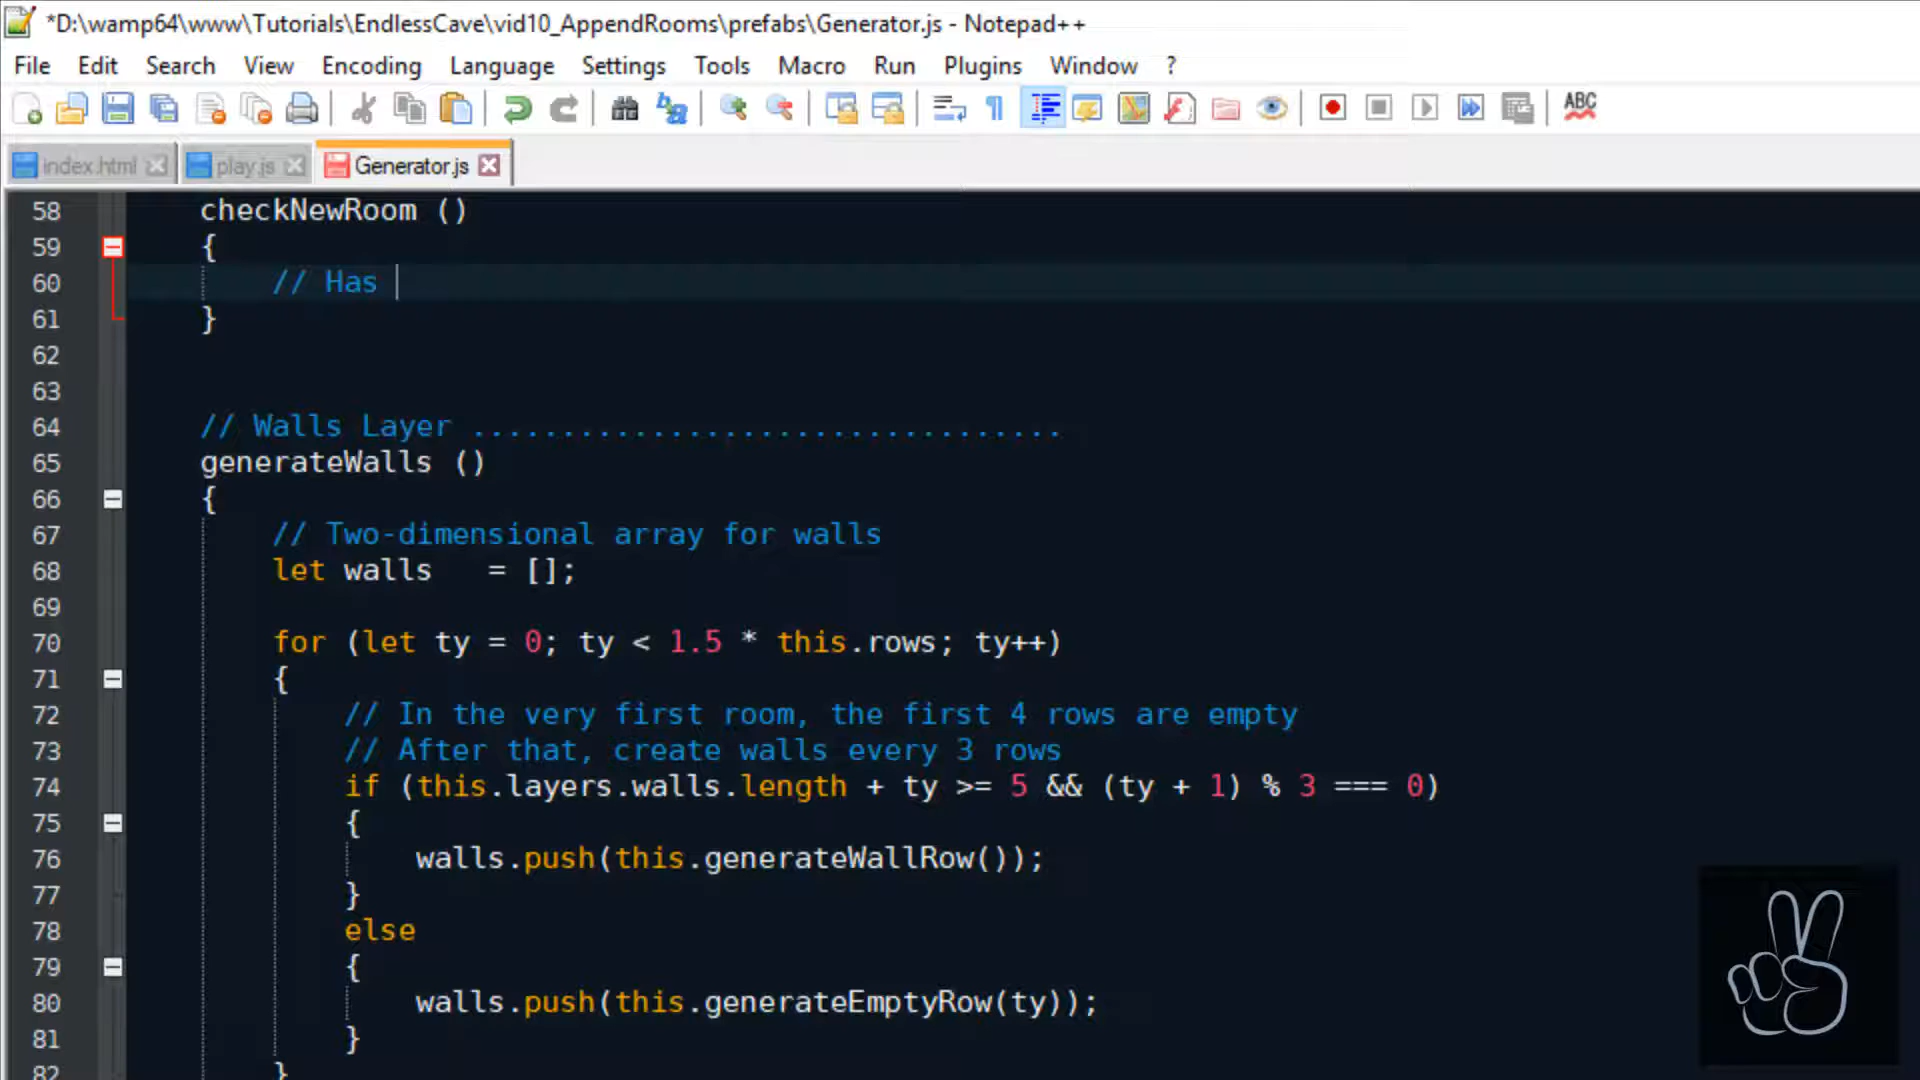 *D:\wamp64\www\Tutorials\EndlessCave\vid10_AppendRooms\prefabs\Generator.js - Notepad++
File Edit Search View Encoding Language Settings Tools Macro Run Plugins Window ?
ABC
index.html play.js Generator.js
58 checkNewRoom ()
59 {
60 // Has
61 }
62
63
64 // Walls Layer .................................
65 generateWalls ()
66 {
67 // Two-dimensional array for walls
68 let walls   = [];
69
70 for (let ty = 0; ty < 1.5 * this.rows; ty++)
71 {
72 // In the very first room, the first 4 rows are empty
73 // After that, create walls every 3 rows
74 if (this.layers.walls.length + ty >= 5 && (ty + 1) % 3 === 0)
75 {
76 walls.push(this.generateWallRow());
77 }
78 else
79 {
80 walls.push(this.generateEmptyRow(ty));
81 }
82 }